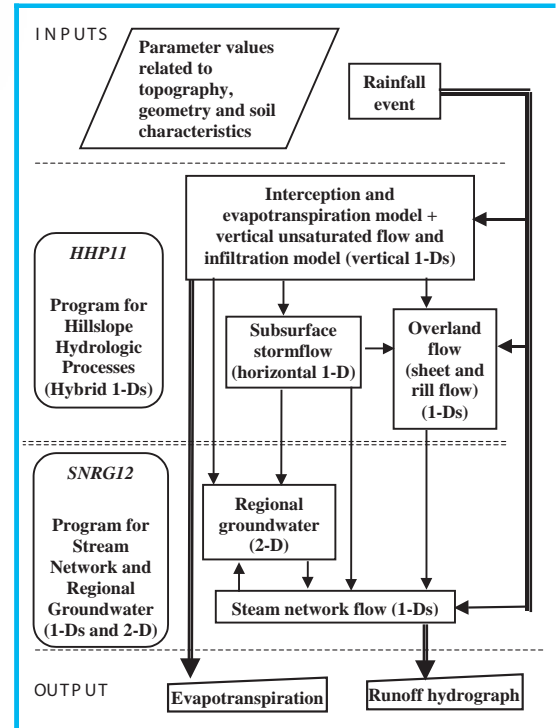 INPUTS
Parameter values
related to
topography,
geometry and soil
characteristics
Rainfall
event
Interception and
evapotranspiration model +
vertical unsaturated flow and
infiltration model (vertical 1-Ds)
HHP11
Program for
Hillslope
Hydrologic
Processes
(Hybrid 1-Ds)
Subsurface
stormflow
(horizontal 1-D)
Overland
flow
(sheet and
rill flow)
(1-Ds)
SNRG12
Program for
Stream
Network and
Regional
Groundwater
(1-Ds and 2-D)
Regional
groundwater
(2-D)
Steam network flow (1-Ds)
OUTPUT
Evapotranspiration
Runoff hydrograph